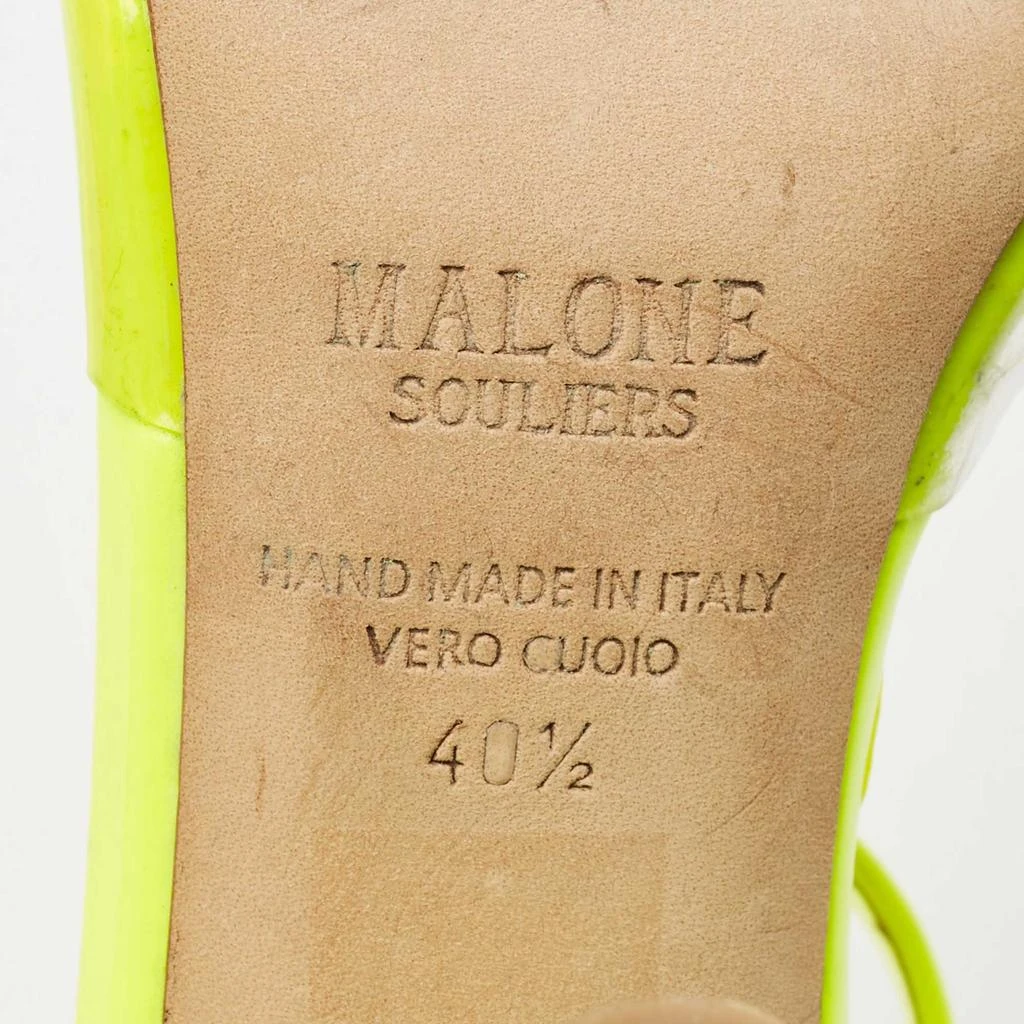 MALONE
SOULIERS
HAND MADE IN ITALY
VERO CUOIO
40½